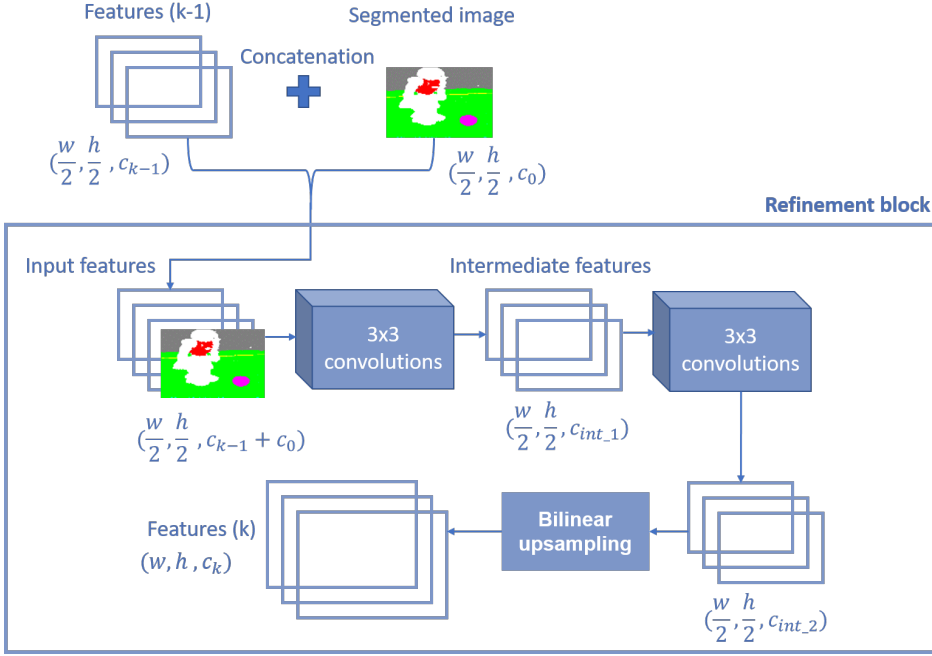 Features (k-1)
Segmented image
Concatenation
(w/2, h/2, c_{k-1})
(w/2, h/2, c_0)
Refinement block
Input features
Intermediate features
3x3
convolutions
3x3
convolutions
(w/2, h/2, c_{k-1} + c_0)
(w/2, h/2, c_{int_1})
Features (k)
(w, h, c_k)
Bilinear
upsampling
(w/2, h/2, c_{int_2})